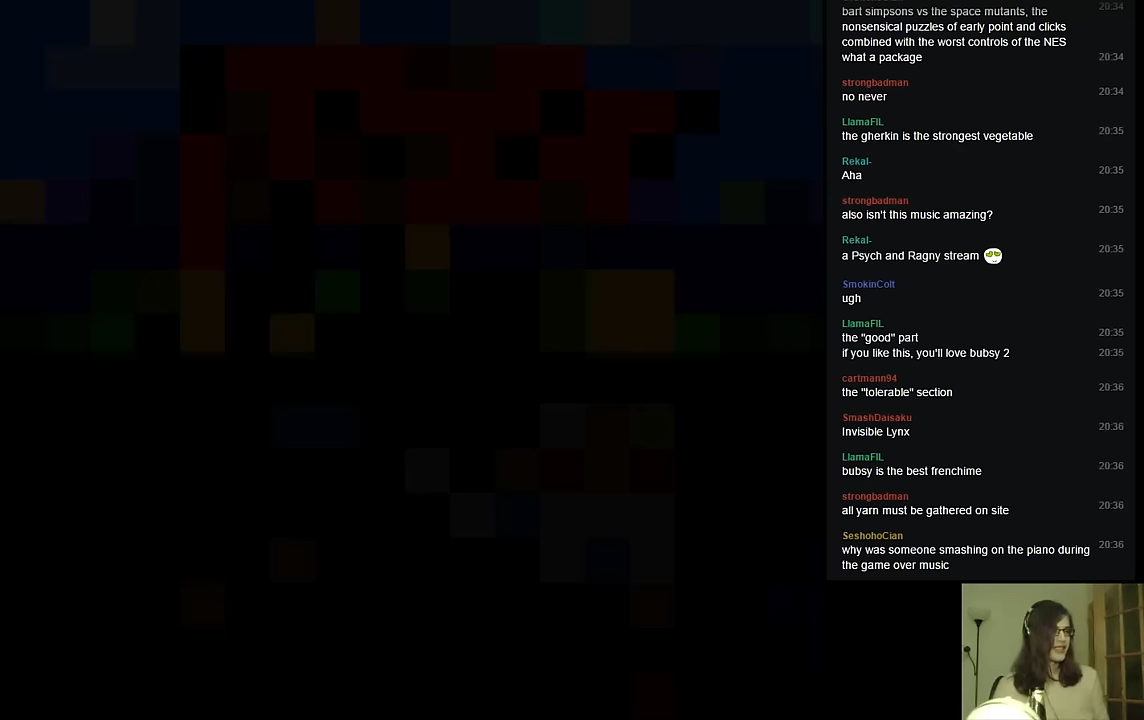 bart simpsons vs the space mutants, the 20:34
nonsensical puzzles of early point and clicks
combined with the worst controls of the NES
what a package 20:34
strongbadman
no never 20:34
LlamaFIL
the gherkin is the strongest vegetable 20:35
Rekal-
Aha 20:35
strongbadman
also isn't this music amazing? 20:35
Rekal-
a Psych and Ragny stream 20:35
SmokinColt
ugh 20:35
LlamaFIL
the "good" part 20:35
if you like this, you'll love bubsy 2 20:35
cartmann94
the "tolerable" section 20:36
SmashDaisaku
Invisible Lynx 20:36
LlamaFIL
bubsy is the best frenchime 20:36
strongbadman
all yarn must be gathered on site 20:36
SeshohoCian
why was someone smashing on the piano during 20:36
the game over music